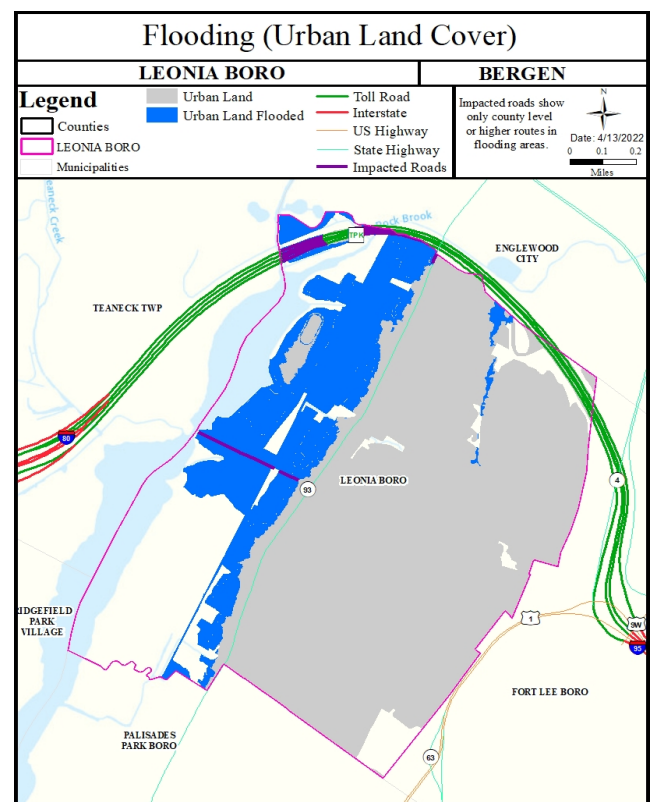 Flooding (Urban Land Cover)
LEONIA BORO
BERGEN
Legend
Counties
LEONIA BORO
Municipalities
Urban Land
Urban Land Flooded
Toll Road
Interstate
US Highway
State Highway
Impacted Roads
Impacted roads show
only county level
or higher routes in
flooding areas.
N
Date: 4/13/2022
0 0.1 0.2
Miles
eaneck
Creek
ock Brook
TPK
ENGLEWOOD
CITY
TEANECK TWP
80
LEONIA BORO
93
4
RIDGEFIELD
PARK
VILLAGE
1
9W
95
FORT LEE BORO
PALISADES
PARK BORO
63